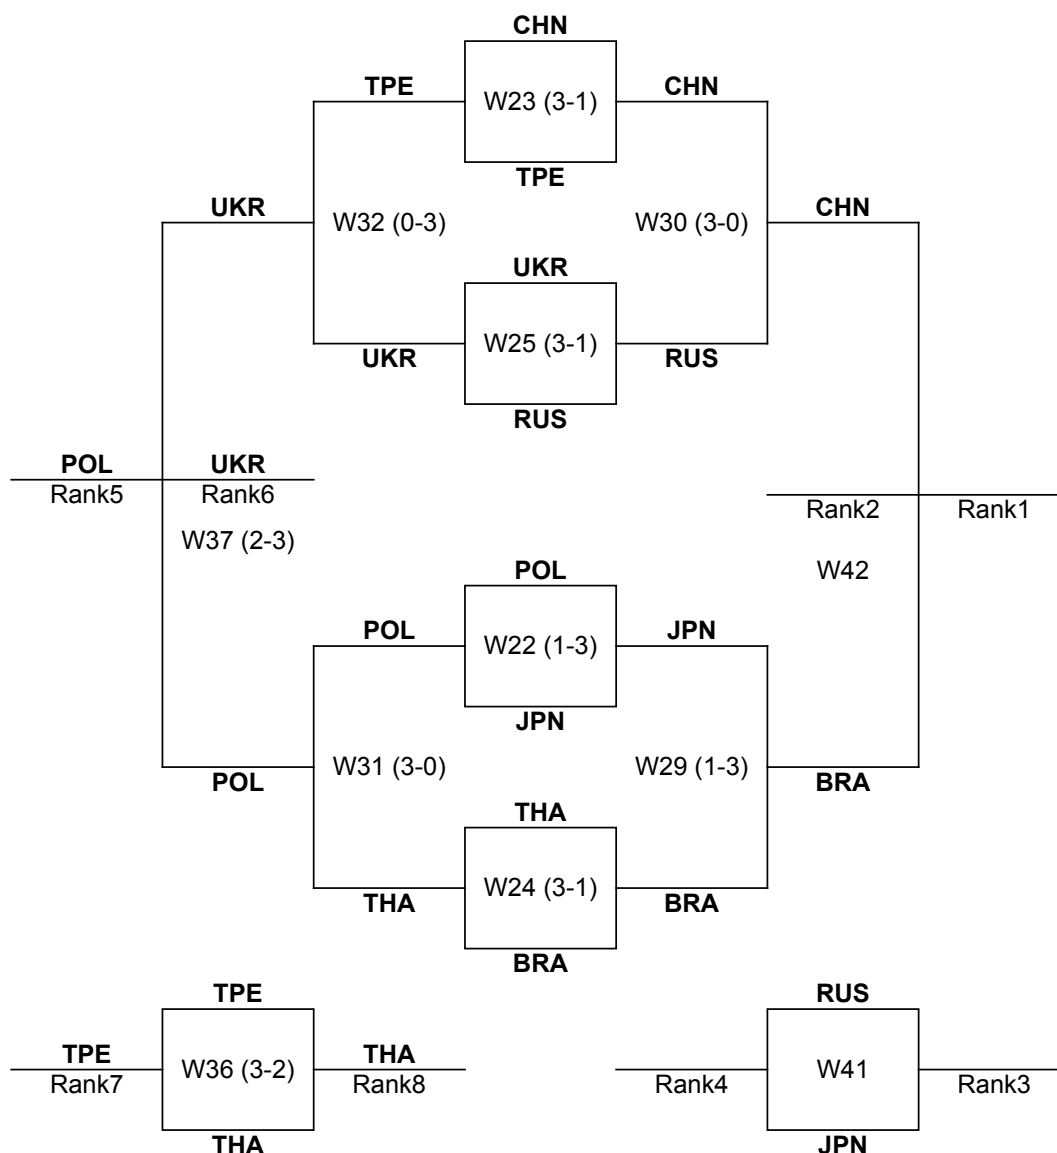 CHN
TPE
W23 (3-1)
CHN
TPE
UKR
W32 (0-3)
W30 (3-0)
CHN
UKR
UKR
W25 (3-1)
RUS
RUS
POL
UKR
Rank5
Rank6
Rank2
Rank1
W37 (2-3)
W42
POL
POL
W22 (1-3)
JPN
JPN
POL
W31 (3-0)
W29 (1-3)
BRA
THA
THA
W24 (3-1)
BRA
BRA
TPE
RUS
TPE
W36 (3-2)
THA
W41
Rank7
Rank8
Rank4
Rank3
THA
JPN